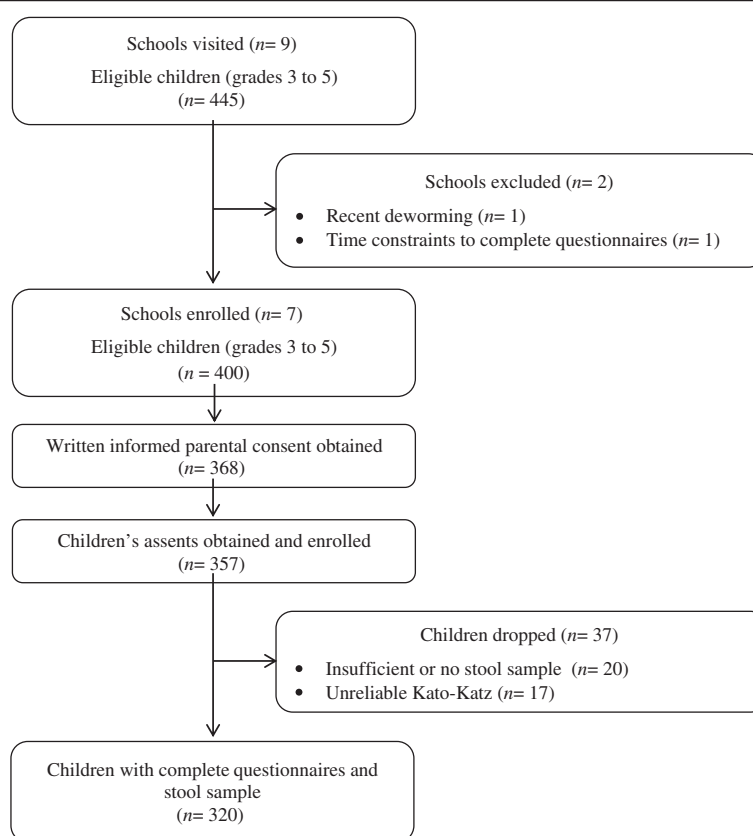 Schools visited (n= 9)
Eligible children (grades 3 to 5)
(n= 445)
Schools excluded (n= 2)
• Recent deworming (n= 1)
• Time constraints to complete questionnaires (n= 1)
Schools enrolled (n= 7)
Eligible children (grades 3 to 5)
(n = 400)
Written informed parental consent obtained
(n= 368)
Children’s assents obtained and enrolled
(n= 357)
Children dropped (n= 37)
• Insufficient or no stool sample (n= 20)
• Unreliable Kato-Katz (n= 17)
Children with complete questionnaires and
stool sample
(n= 320)